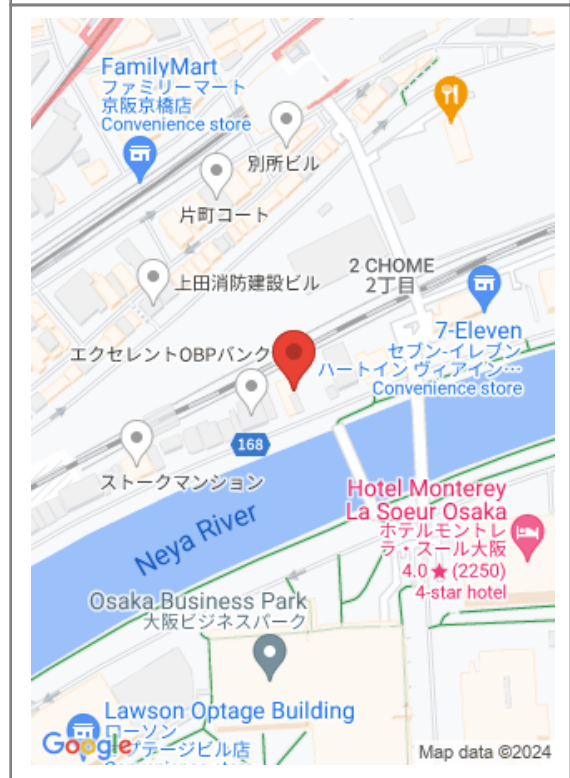 FamilyMart
ファミリーマート
京阪京橋店
Convenience store
別所ビル
片町コート
上田消防建設ビル
2 CHOME
2丁目
7-Eleven
セブン-イレブン
ハートイン ヴィアイン…
Convenience store
エクセレントOBPバンク
168
ストークマンション
Neya River
Hotel Monterey
La Soeur Osaka
ホテルモントレ
ラ・スール大阪
4.0 ★ (2250)
4-star hotel
Osaka Business Park
大阪ビジネスパーク
Lawson Optage Building
ローソン
プテージビル店
Google
Map data ©2024